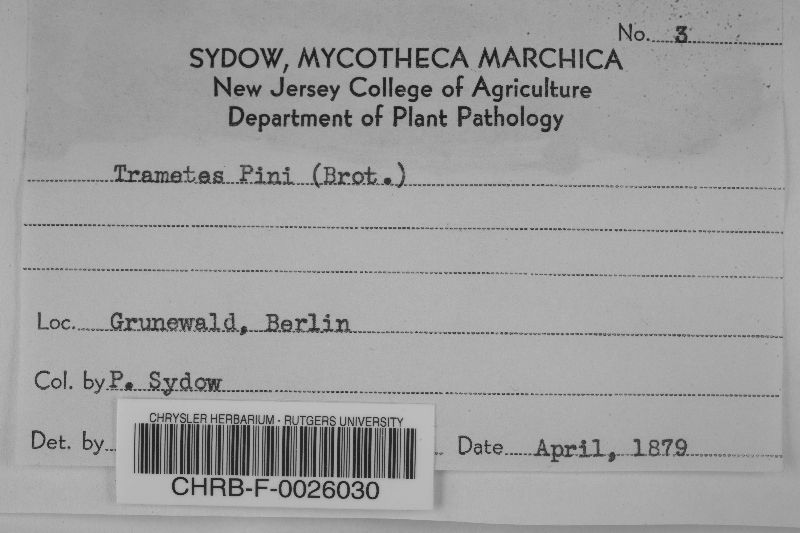 No. 3
SYDOW, MYCOTHECA MARCHICA
New Jersey College of Agriculture
Department of Plant Pathology
Trametes Pini (Brot.)
Loc. Grunewald, Berlin
Col. by P. Sydow
Det. by
Date April, 1879
CHRYSLER HERBARIUM - RUTGERS UNIVERSITY
CHRB-F-0026030